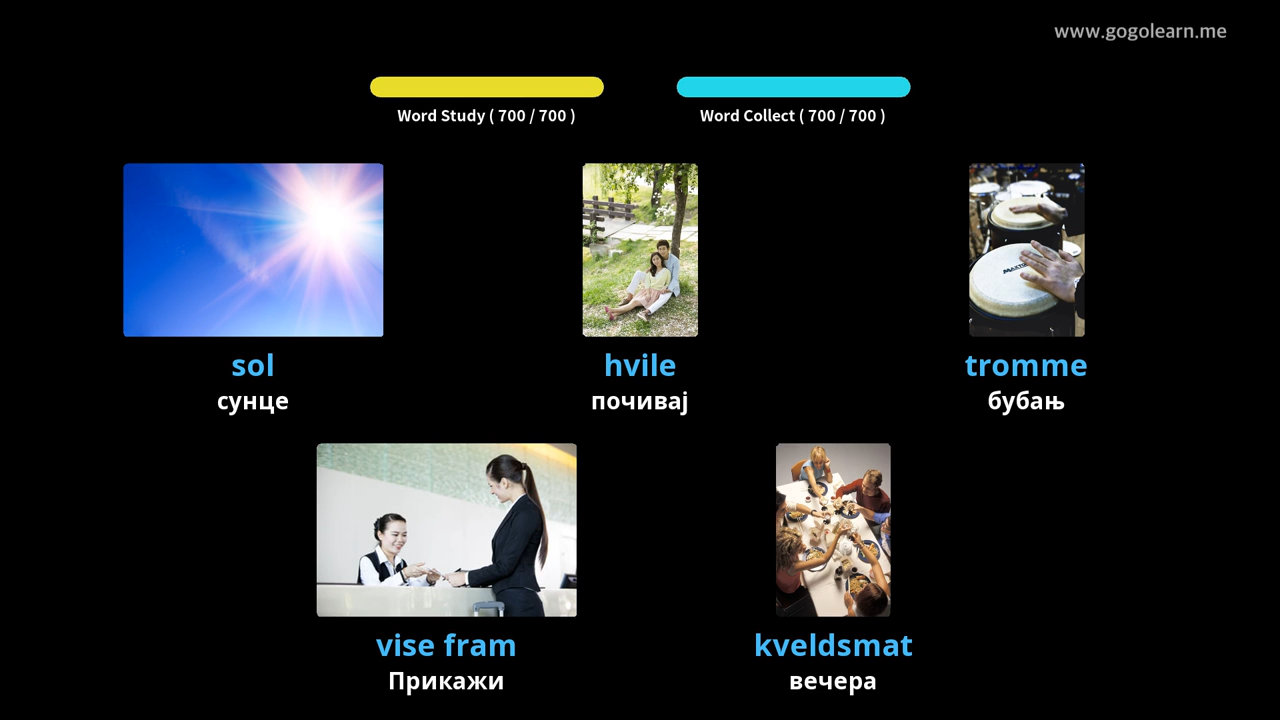 www.gogolearn.me
Word Study ( 700 / 700 )
Word Collect ( 700 / 700 )
sol
сунце
hvile
почивај
tromme
бубањ
vise fram
Прикажи
kveldsmat
вечера